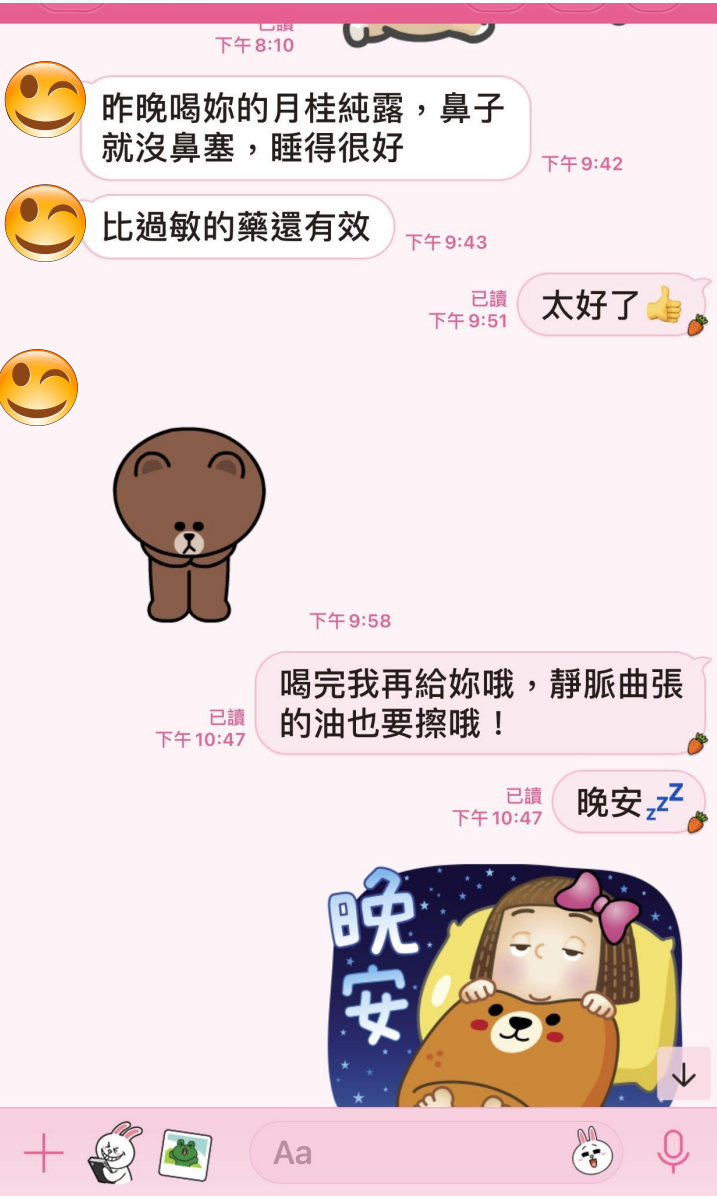 已讀
下午8:10
昨晚喝妳的月桂純露，鼻子
就沒鼻塞，睡得很好
下午9:42
比過敏的藥還有效
下午9:43
太好了👍
已讀
下午9:51
下午9:58
喝完我再給妳哦，靜脈曲張
的油也要擦哦！
已讀
下午10:47
晚安💤
已讀
下午10:47
晚安
Aa